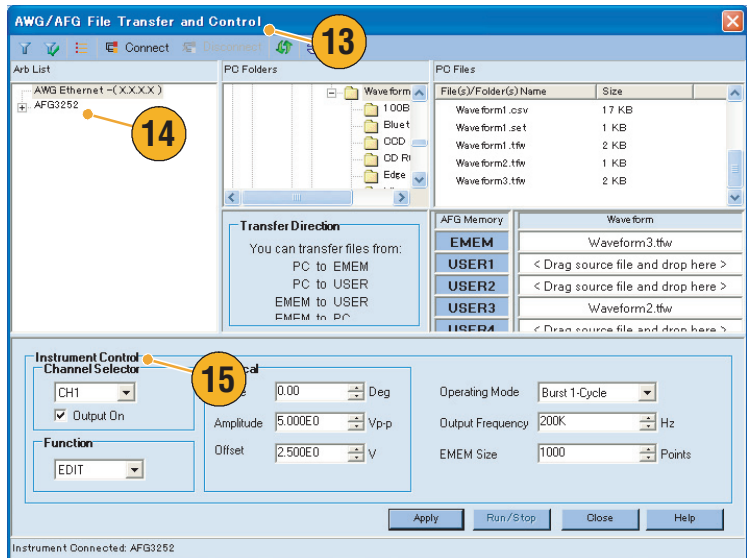 AWG/AFG File Transfer and Control
13
Connect
Disconnect
Arb List
PC Folders
PC Files
AWG Ethernet -(X.X.X.X )
AFG3252
14
Waveform
100B
Bluet
CCD
CD R
Edge
File(s)/Folder(s) Name
Size
Waveform1.csv
17 KB
Waveform1.set
1 KB
Waveform1.tfw
2 KB
Waveform2.tfw
1 KB
Waveform3.tfw
2 KB
Transfer Direction
You can transfer files from:
PC to EMEM
PC to USER
EMEM to USER
EMEM to PC
AFG Memory
Waveform
EMEM
Waveform3.tfw
USER1
< Drag source file and drop here >
USER2
< Drag source file and drop here >
USER3
Waveform2.tfw
USER4
< Drag source file and drop here >
Instrument Control
15
Channel Selector
CH1
Output On
Function
EDIT
0.00
Deg
Amplitude
5.000E0
Vp-p
Offset
2.500E0
V
Operating Mode
Burst 1-Cycle
Output Frequency
200K
Hz
EMEM Size
1000
Points
Apply
Run/Stop
Close
Help
Instrument Connected: AFG3252